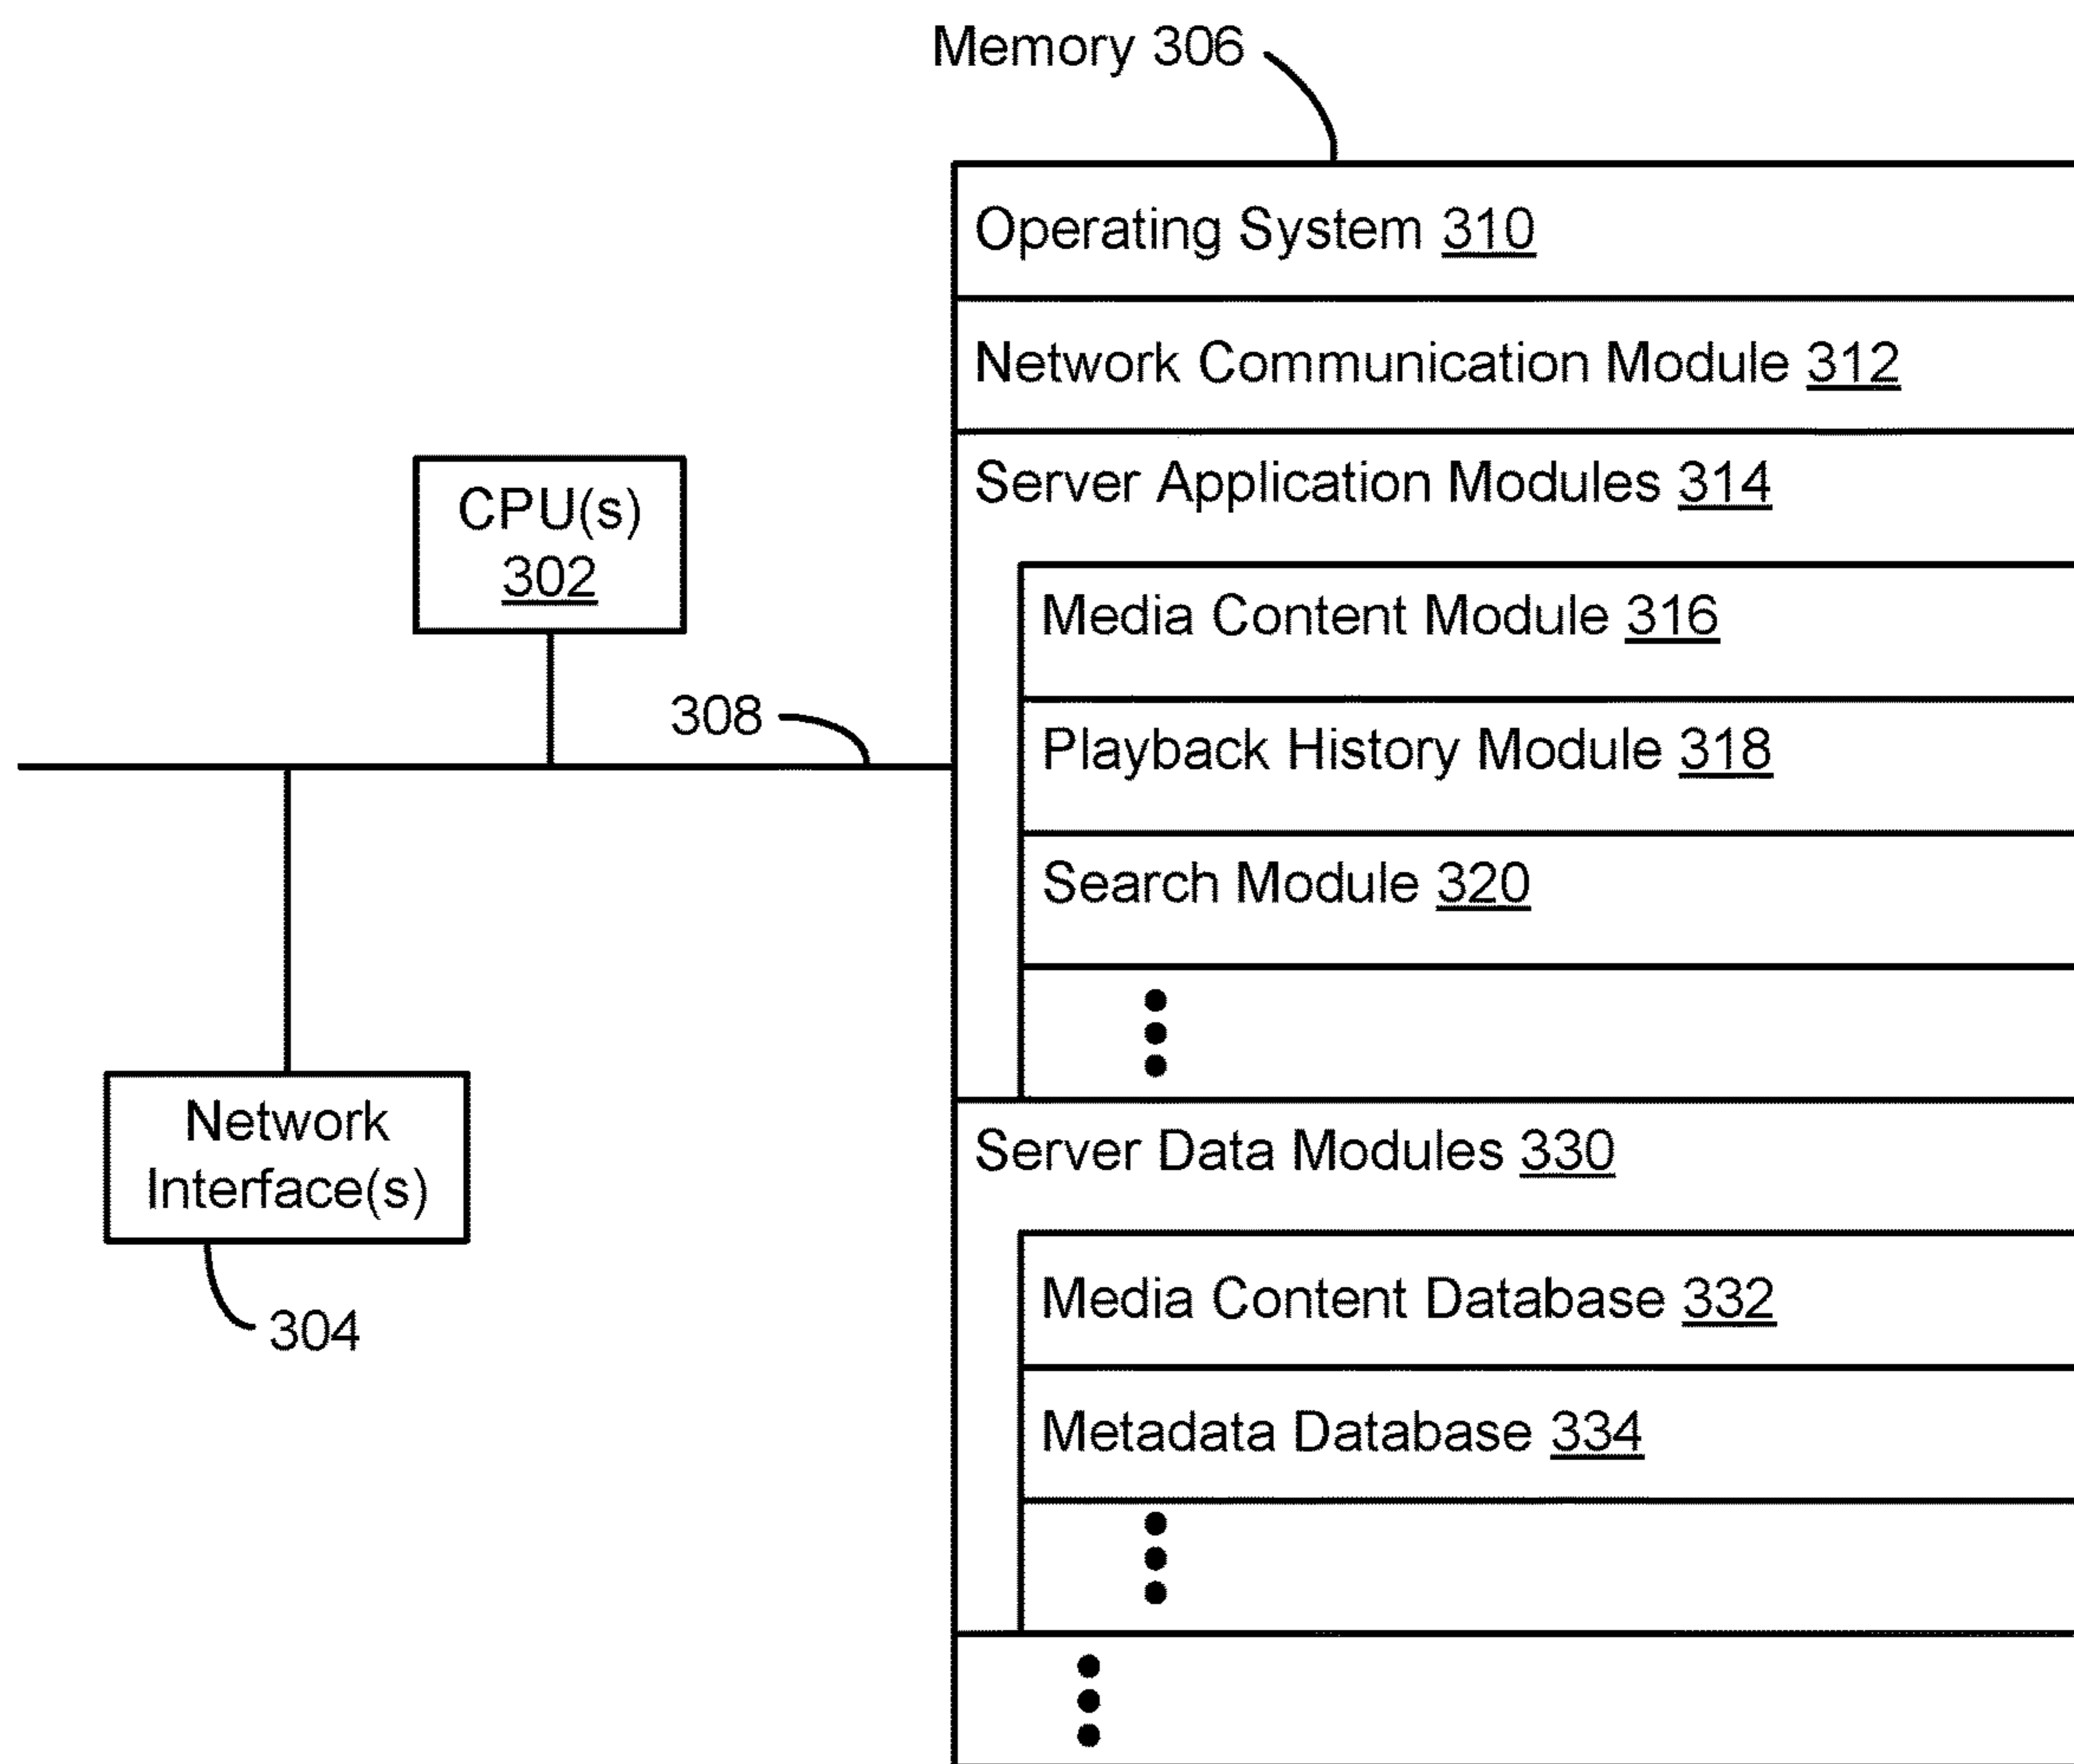 Memory 306
Operating System 310
Network Communication Module 312
Server Application Modules 314
CPU(s)
302
Media Content Module 316
308
Playback History Module 318
Search Module 320
Network
Interface(s)
304
Server Data Modules 330
Media Content Database 332
Metadata Database 334